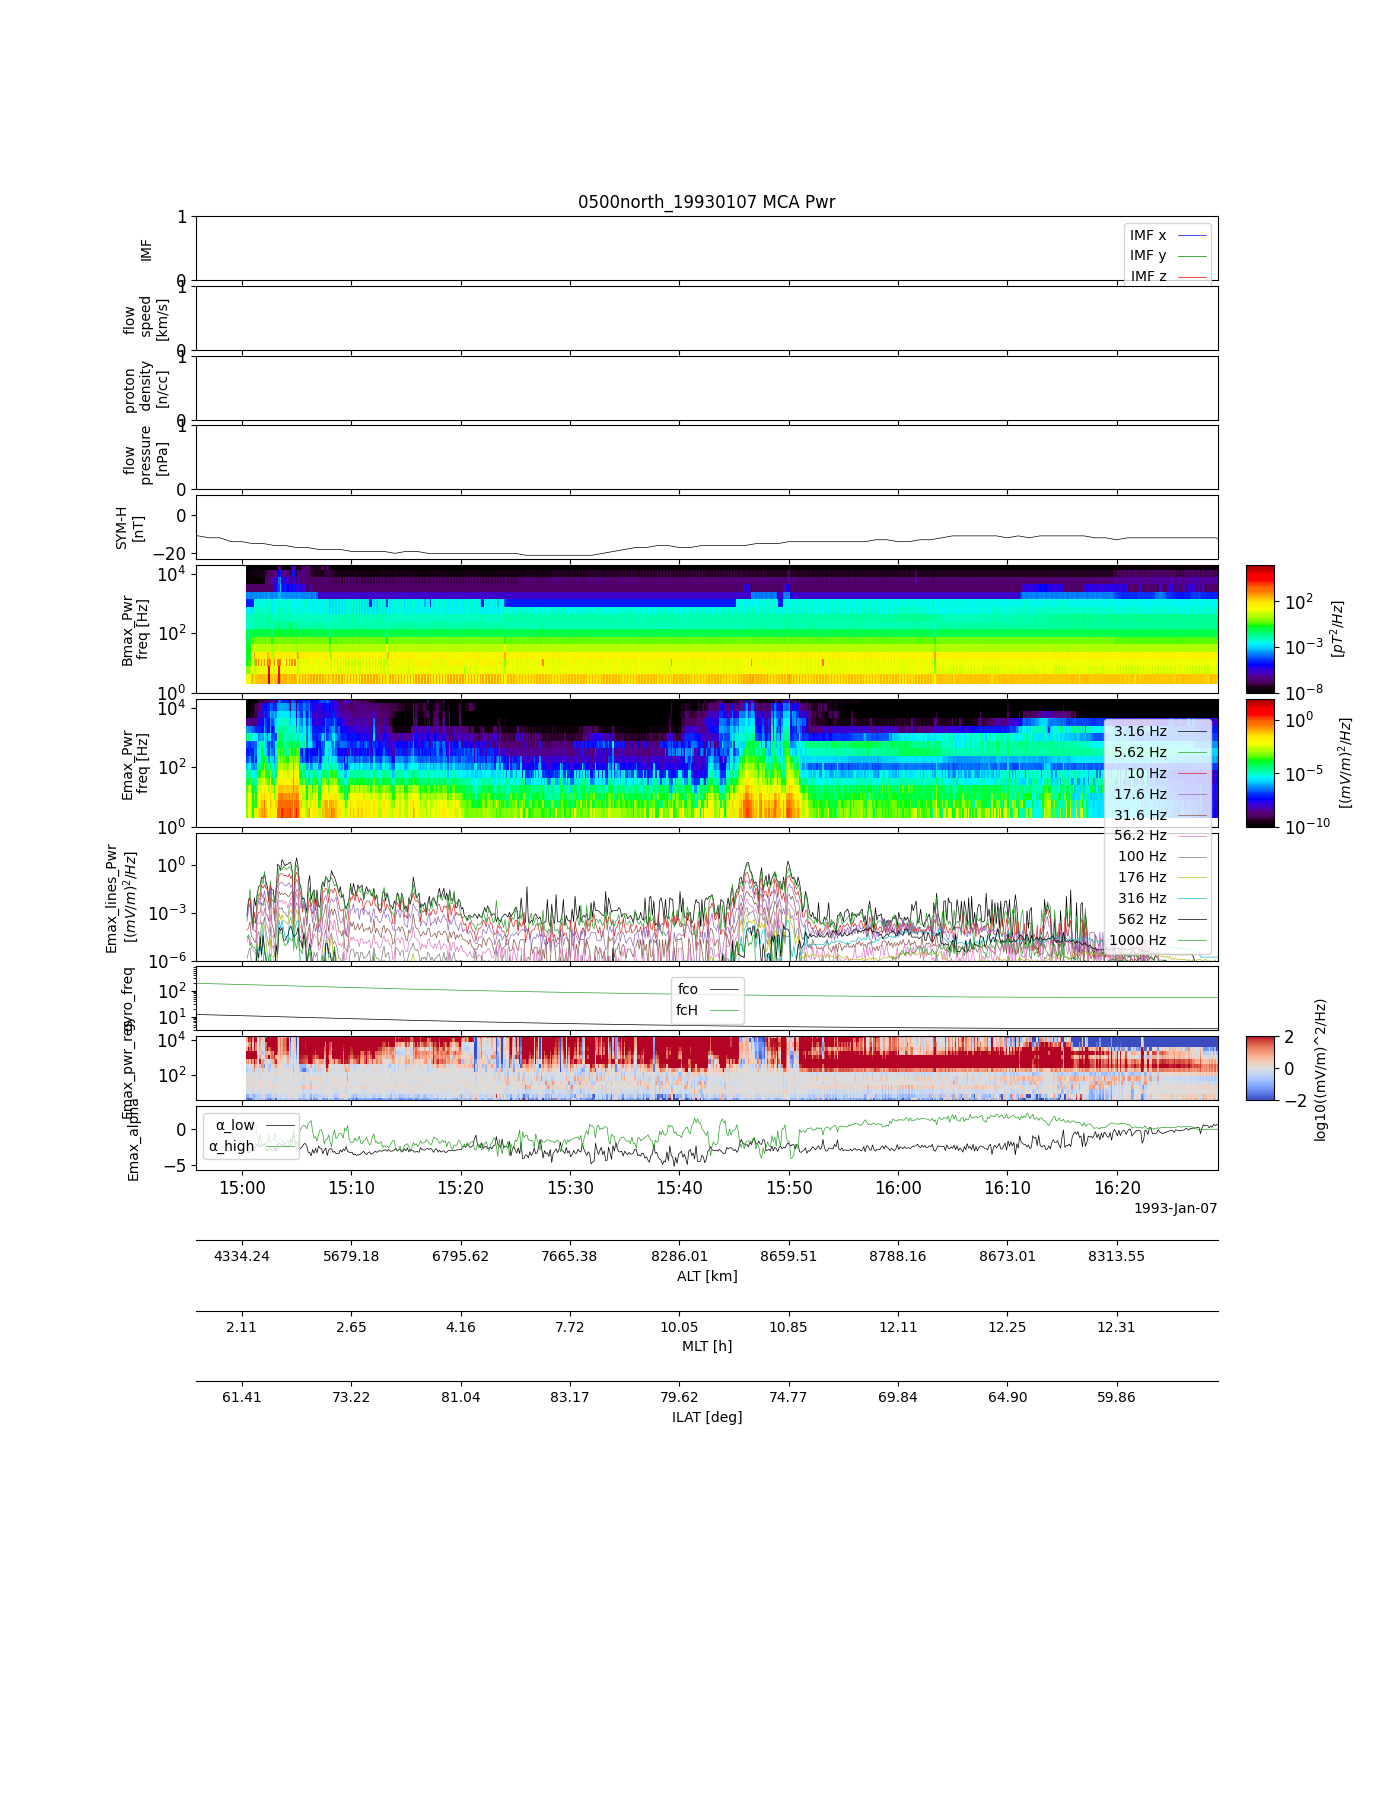 0500north_19930107 MCA Pwr
1
IMF
0
IMF x
IMF y
IMF z
1
flow
speed
[km/s]
0
1
proton
density
[n/cc]
0
1
flow
pressure
[nPa]
0
SYM-H
[nT]
0
−20
Bmax_Pwr
freq [Hz]
10^4
10^2
10^0
10^2
10^-3
10^-8
[pT^2/Hz]
Emax_Pwr
freq [Hz]
10^4
10^2
10^0
10^0
10^-5
10^-10
[(mV/m)^2/Hz]
3.16 Hz
5.62 Hz
10 Hz
17.6 Hz
31.6 Hz
56.2 Hz
100 Hz
176 Hz
316 Hz
562 Hz
1000 Hz
Emax_lines_Pwr
[(mV/m)^2/Hz]
10^0
10^-3
10^-6
gyro_freq
10^2
10^1
fco
fcH
10^4
10^2
2
0
−2
log10((mV/m)^2/Hz)
Emax_alpha
0
−5
α_low
α_high
15:00 15:10 15:20 15:30 15:40 15:50 16:00 16:10 16:20
1993-Jan-07
4334.24 5679.18 6795.62 7665.38 8286.01 8659.51 8788.16 8673.01 8313.55
ALT [km]
2.11 2.65 4.16 7.72 10.05 10.85 12.11 12.25 12.31
MLT [h]
61.41 73.22 81.04 83.17 79.62 74.77 69.84 64.90 59.86
ILAT [deg]